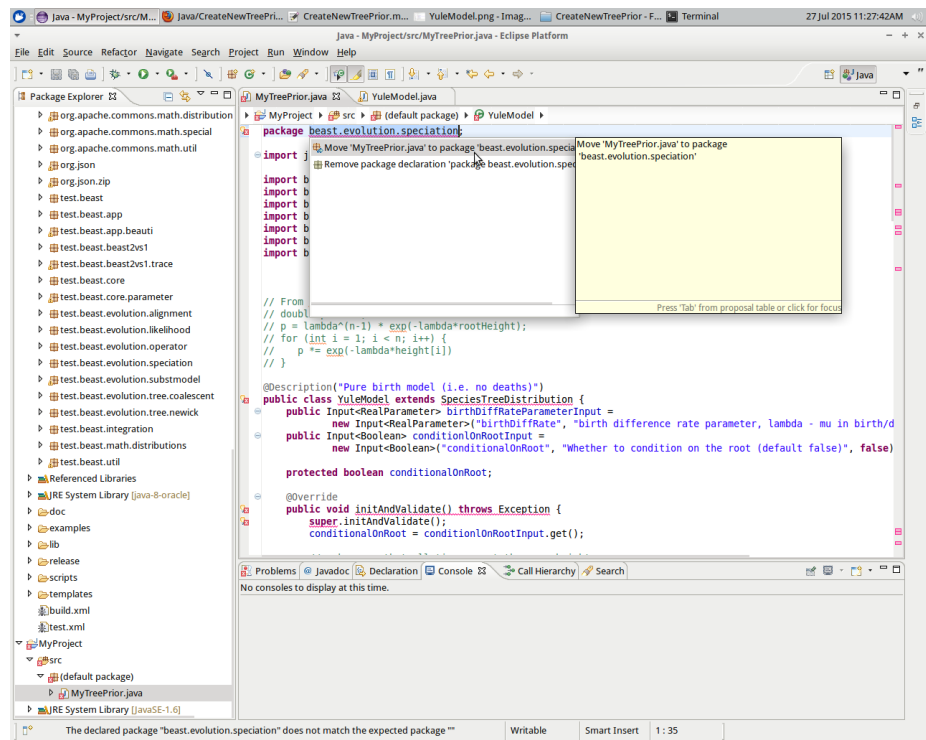 Java - MyProject/src/M... Java/CreateNewTreePri... CreateNewTreePrior.m... YuleModel.png - Imag... CreateNewTreePrior - F... Terminal 27 Jul 2015 11:27:42AM
Java - MyProject/src/MyTreePrior.java - Eclipse Platform
File Edit Source Refactor Navigate Search Project Run Window Help
Java
Package Explorer
org.apache.commons.math.distribution
org.apache.commons.math.special
org.apache.commons.math.util
org.json
org.json.zip
test.beast
test.beast.app
test.beast.app.beauti
test.beast.beast2vs1
test.beast.beast2vs1.trace
test.beast.core
test.beast.core.parameter
test.beast.evolution.alignment
test.beast.evolution.likelihood
test.beast.evolution.operator
test.beast.evolution.speciation
test.beast.evolution.substmodel
test.beast.evolution.tree.coalescent
test.beast.evolution.tree.newick
test.beast.integration
test.beast.math.distributions
test.beast.util
Referenced Libraries
JRE System Library [java-8-oracle]
doc
examples
lib
release
scripts
templates
build.xml
test.xml
MyProject
src
(default package)
MyTreePrior.java
JRE System Library [JavaSE-1.6]
MyTreePrior.java YuleModel.java
MyProject src (default package) YuleModel
package beast.evolution.speciation;
import j
import b
import b
import b
import b
import b
import b
import b
Move 'MyTreePrior.java' to package 'beast.evolution.specia
Remove package declaration 'package beast.evolution.spec
Move 'MyTreePrior.java' to package
'beast.evolution.speciation'
Press 'Tab' from proposal table or click for focus
// From
// doubl
// p = lambda^(n-1) * exp(-lambda*rootHeight);
// for (int i = 1; i < n; i++) {
// p *= exp(-lambda*height[i])
// }
@Description("Pure birth model (i.e. no deaths)")
public class YuleModel extends SpeciesTreeDistribution {
public Input<RealParameter> birthDiffRateParameterInput =
new Input<RealParameter>("birthDiffRate", "birth difference rate parameter, lambda - mu in birth/d
public Input<Boolean> conditionlOnRootInput =
new Input<Boolean>("conditionalOnRoot", "Whether to condition on the root (default false)", false)
protected boolean conditionalOnRoot;
@Override
public void initAndValidate() throws Exception {
super.initAndValidate();
conditionalOnRoot = conditionlOnRootInput.get();
Problems @ Javadoc Declaration Console Call Hierarchy Search
No consoles to display at this time.
The declared package "beast.evolution.speciation" does not match the expected package "" Writable Smart Insert 1 : 35